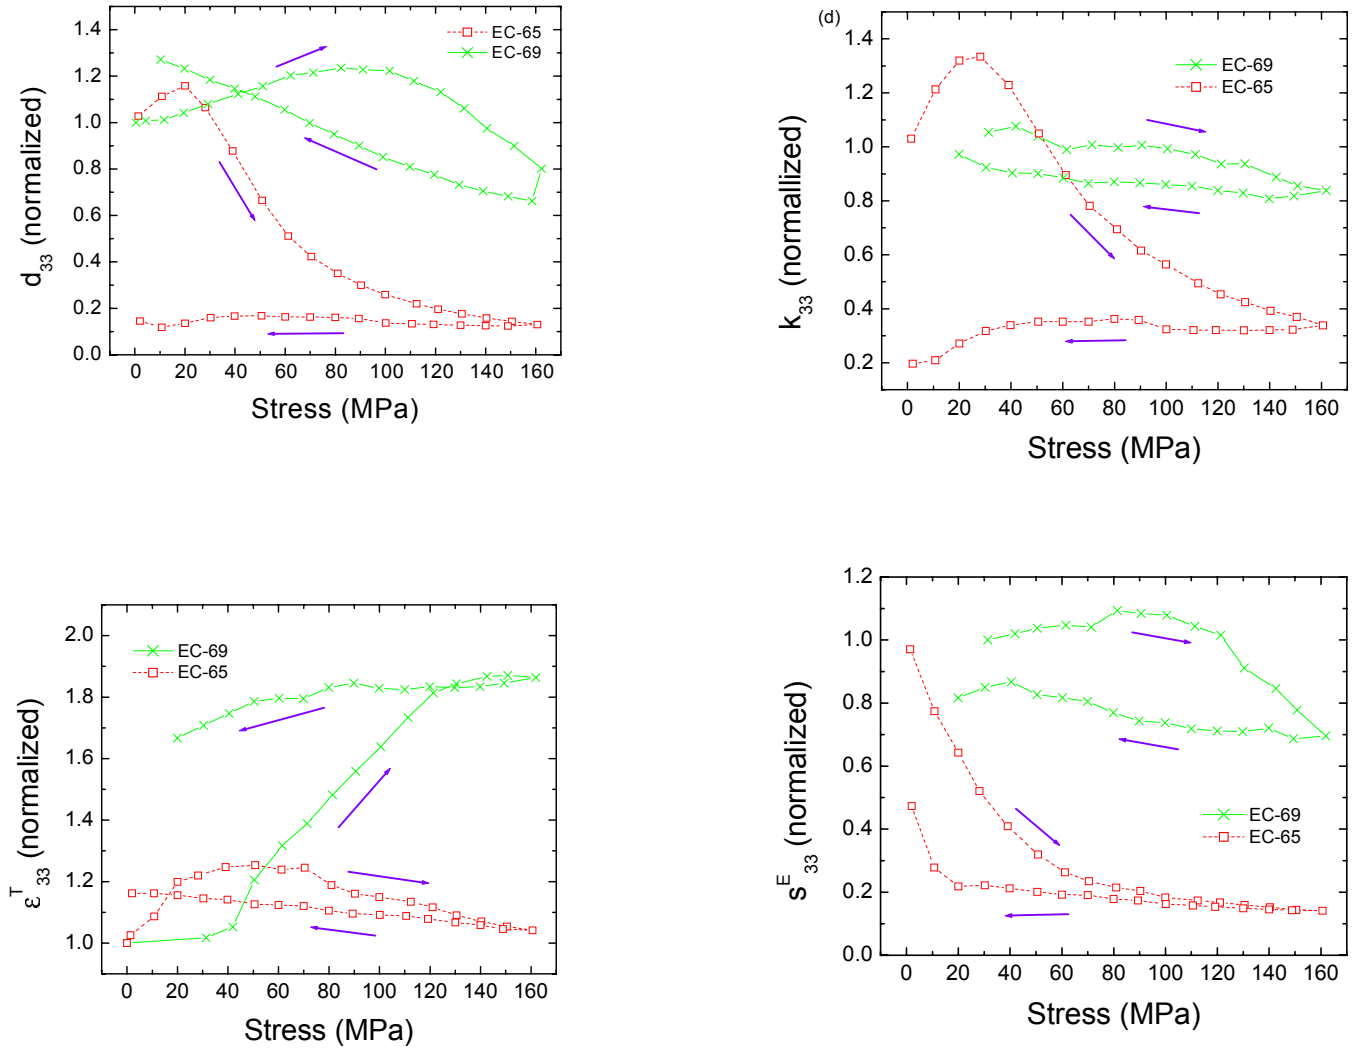 1.4
1.2
1.0
0.8
0.6
0.4
0.2
0.0
d33 (normalized)
EC-65
EC-69
0 20 40 60 80 100 120 140 160
Stress (MPa)
(d)
1.4
1.2
1.0
0.8
0.6
0.4
0.2
k33 (normallized)
EC-69
EC-65
0 20 40 60 80 100 120 140 160
Stress (MPa)
2.0
1.8
1.6
1.4
1.2
1.0
εT33 (normalized)
EC-69
EC-65
0 20 40 60 80 100 120 140 160
Stress (MPa)
1.2
1.0
0.8
0.6
0.4
0.2
0.0
sE33 (normalized)
EC-69
EC-65
0 20 40 60 80 100 120 140 160
Stress (MPa)